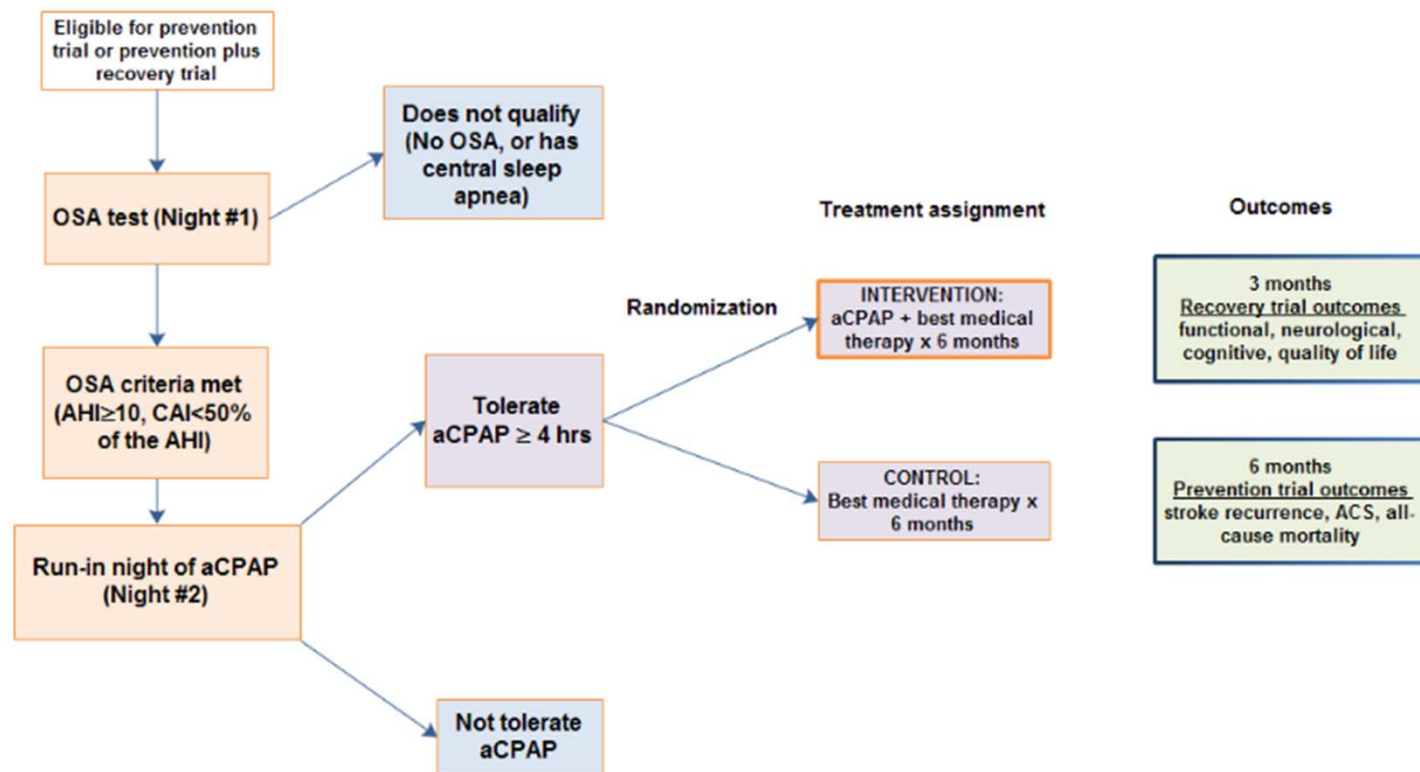 Eligible for prevention
trial or prevention plus
recovery trial
Does not qualify
(No OSA, or has
central sleep
apnea)
OSA test (Night #1)
Treatment assignment
Outcomes
Randomization
INTERVENTION:
aCPAP + best medical
therapy x 6 months
3 months
Recovery trial outcomes
functional, neurological,
cognitive, quality of life
OSA criteria met
(AHI≥10, CAI<50%
of the AHI)
Tolerate
aCPAP ≥ 4 hrs
CONTROL:
Best medical therapy x
6 months
6 months
Prevention trial outcomes
stroke recurrence, ACS, all-
cause mortality
Run-in night of aCPAP
(Night #2)
Not tolerate
aCPAP